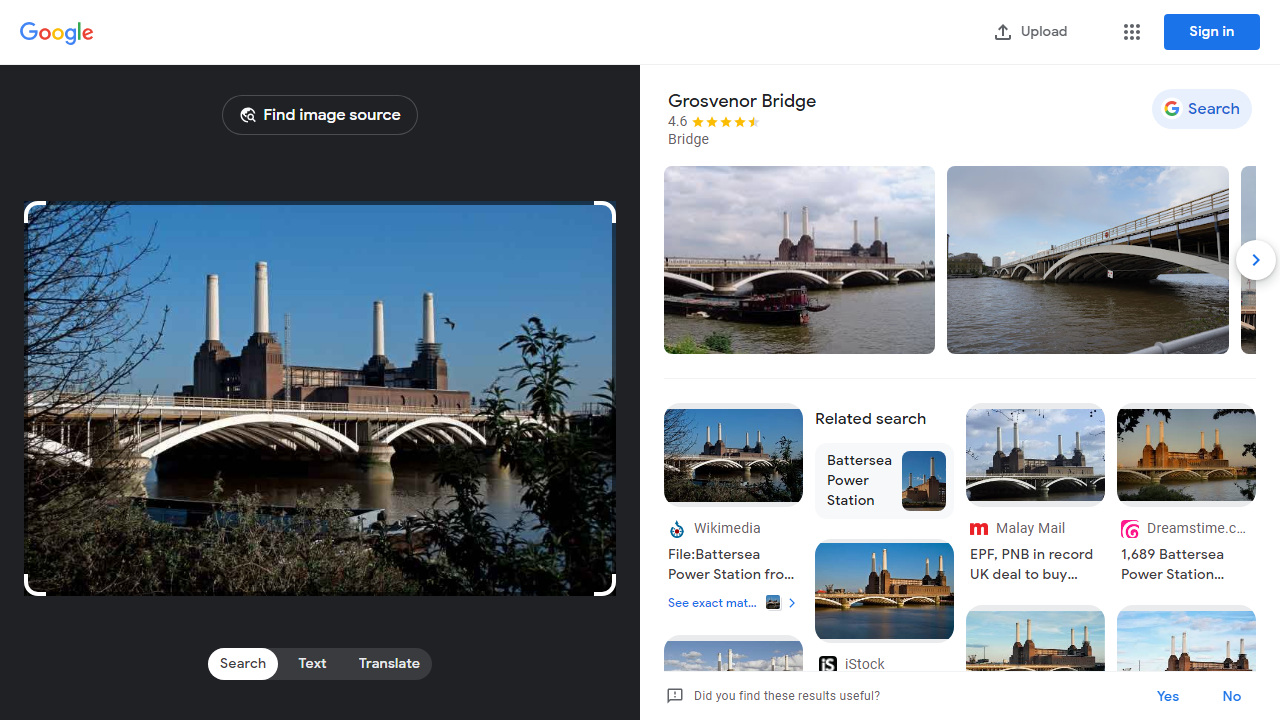 Google
Upload
Sign in
Find image source
Search
Text
Translate
Grosvenor Bridge
4.6
Bridge
Search
Related search
Battersea
Power
Station
Wikimedia
File:Battersea
Power Station fro...
See exact mat...
iStock
Malay Mail
EPF, PNB in record
UK deal to buy...
Dreamstime.c...
1,689 Battersea
Power Station...
Did you find these results useful?
Yes
No